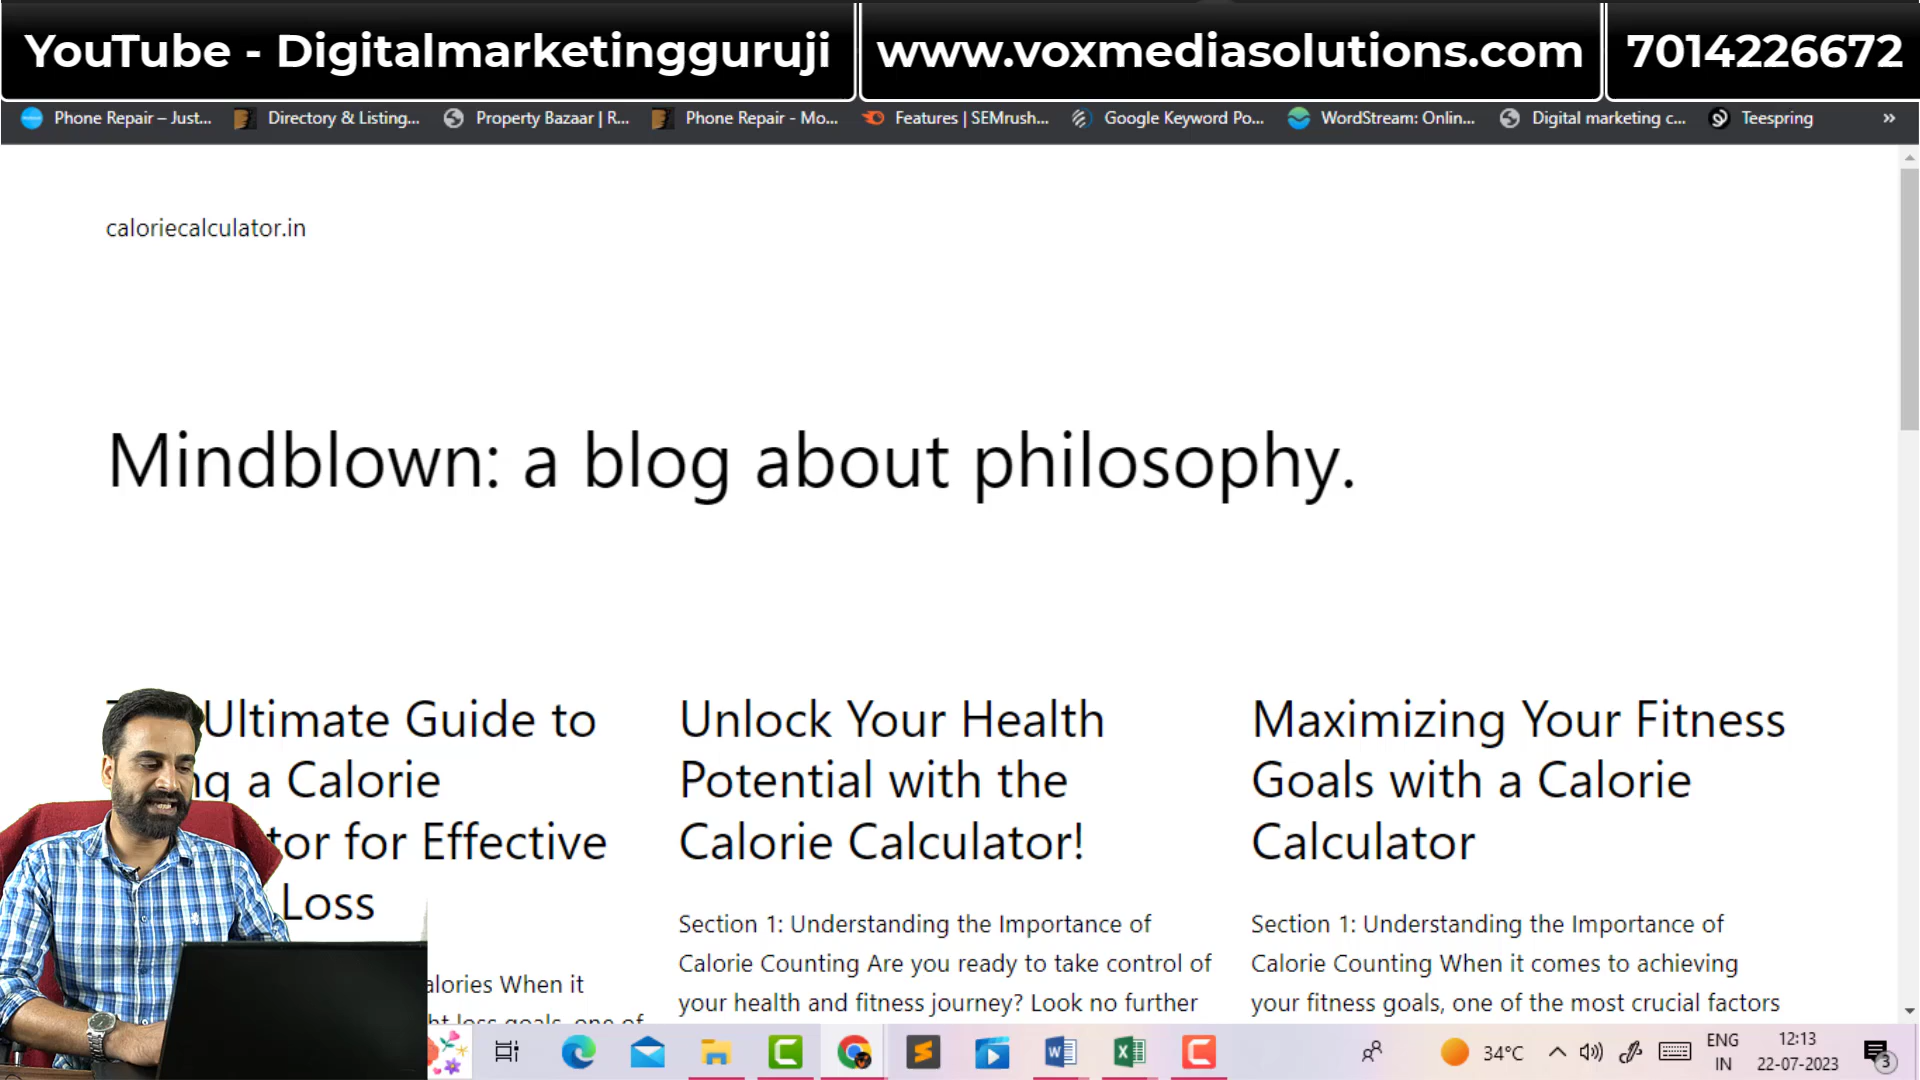 YouTube - Digitalmarketingguruji
www.voxmediasolutions.com
7014226672
Phone Repair – Just...
Directory & Listing...
Property Bazaar | R...
Phone Repair - Mo...
Features | SEMrush...
Google Keyword Po...
WordStream: Onlin...
Digital marketing c...
Teespring
»
caloriecalculator.in
Mindblown: a blog about philosophy.
Ultimate Guide to
a Calorie
for Effective
Loss
When it
Unlock Your Health
Potential with the
Calorie Calculator!
Section 1: Understanding the Importance of
Calorie Counting Are you ready to take control of
your health and fitness journey? Look no further
Maximizing Your Fitness
Goals with a Calorie
Calculator
Section 1: Understanding the Importance of
Calorie Counting When it comes to achieving
your fitness goals, one of the most crucial factors
34°C
ENG
IN
12:13
22-07-2023
3